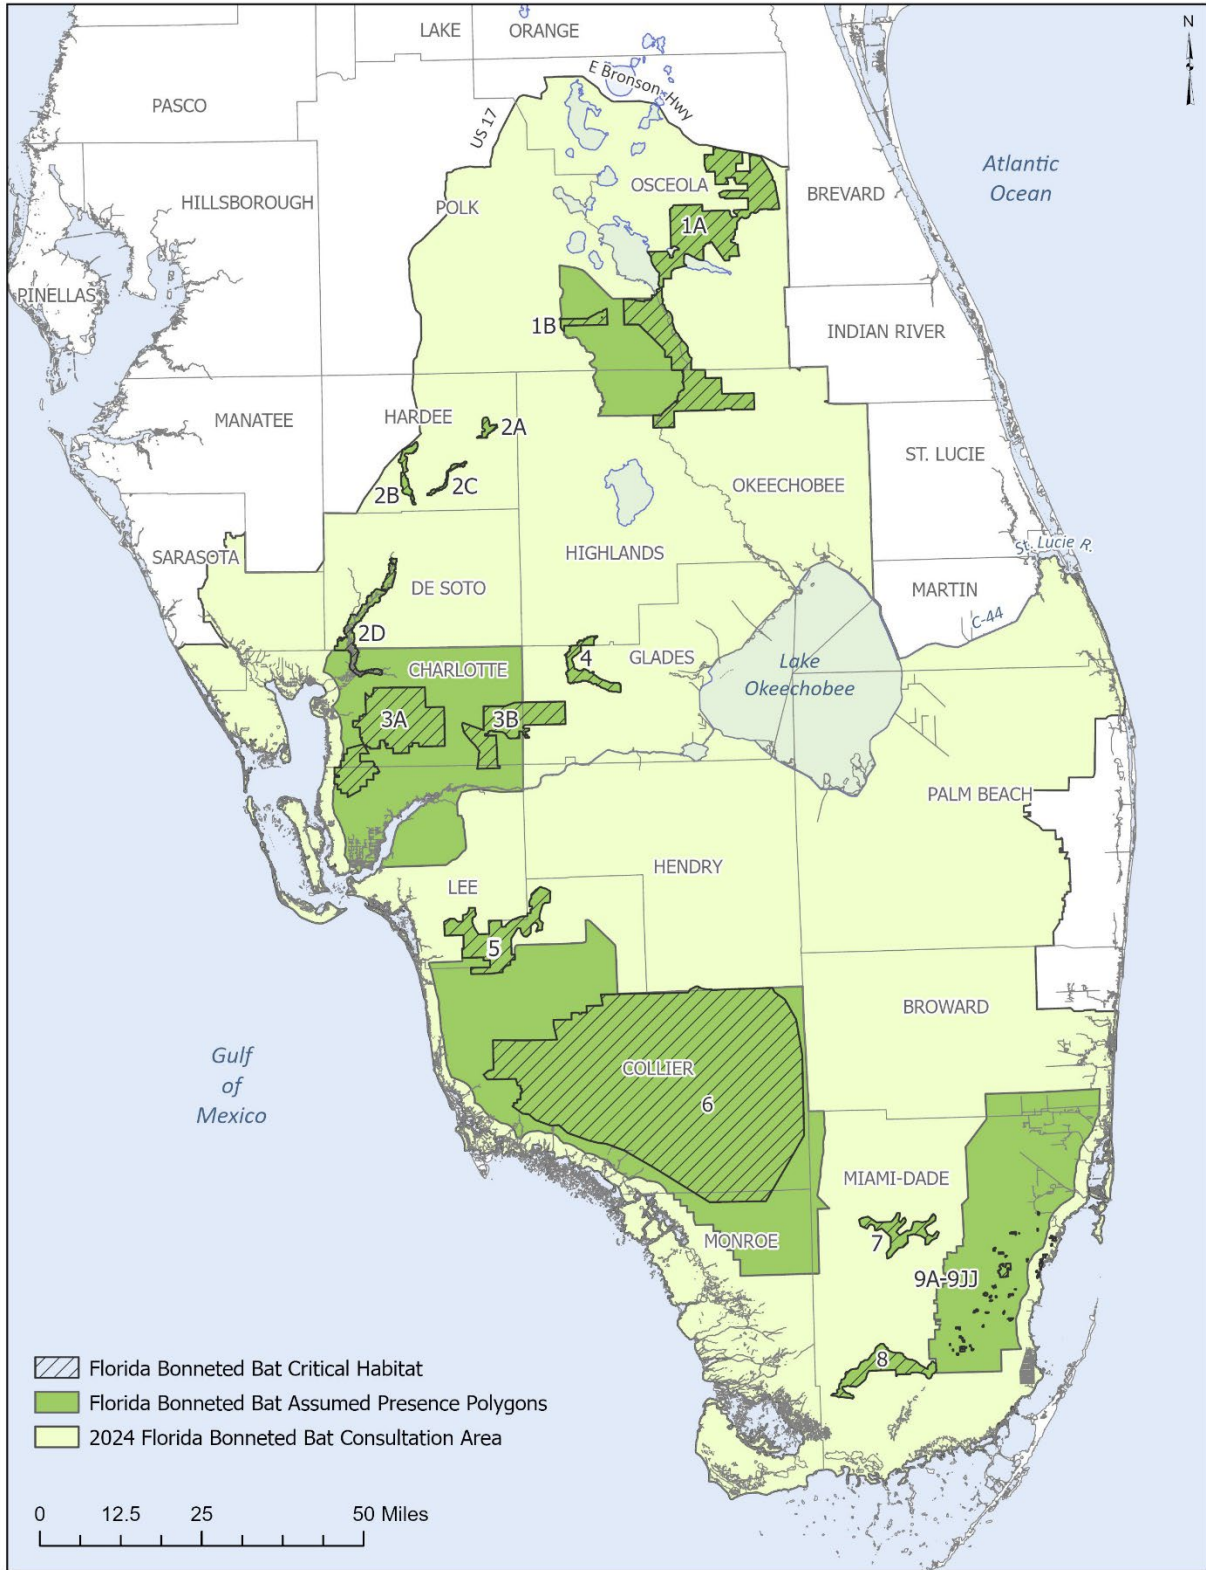 LAKE
ORANGE
N
E Bronson Hwy
PASCO
US 17
Atlantic
Ocean
OSCEOLA
BREVARD
HILLSBOROUGH
POLK
1A
PINELLAS
1B
INDIAN RIVER
MANATEE
HARDEE
2A
ST. LUCIE
2C
2B
OKEECHOBEE
St. Lucie R.
SARASOTA
HIGHLANDS
DE SOTO
MARTIN
C-44
2D
CHARLOTTE
4
GLADES
Lake
Okeechobee
3A
3B
PALM BEACH
HENDRY
LEE
5
BROWARD
Gulf
of
Mexico
COLLIER
6
MIAMI-DADE
MONROE
7
9A-9JJ
8
Florida Bonneted Bat Critical Habitat
Florida Bonneted Bat Assumed Presence Polygons
2024 Florida Bonneted Bat Consultation Area
0 12.5 25 50 Miles